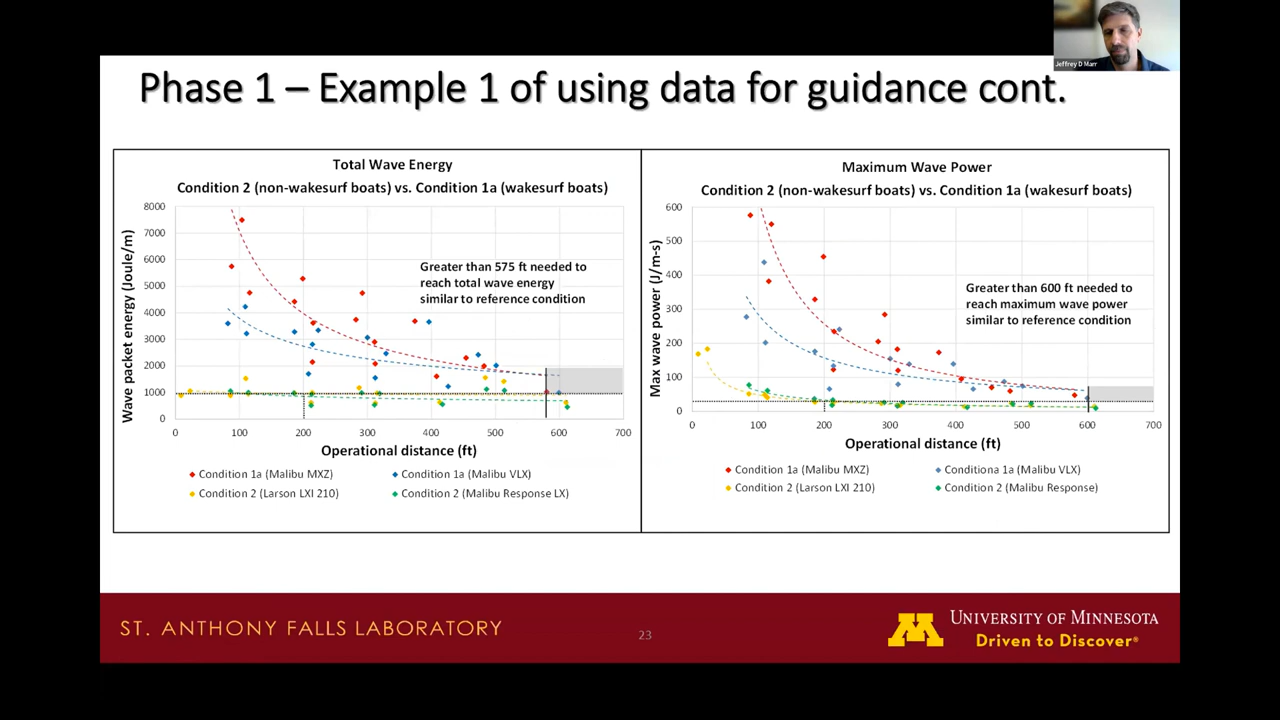 Jeffrey D Marr
Phase 1 – Example 1 of using data for guidance cont.
Total Wave Energy
Condition 2 (non-wakesurf boats) vs. Condition 1a (wakesurf boats)
Wave packet energy (Joule/m)
8000
7000
6000
5000
4000
3000
2000
1000
0
Greater than 575 ft needed to
reach total wave energy
similar to reference condition
0 100 200 300 400 500 600 700
Operational distance (ft)
Condition 1a (Malibu MXZ) Condition 1a (Malibu VLX)
Condition 2 (Larson LXI 210) Condition 2 (Malibu Response LX)
Maximum Wave Power
Condition 2 (non-wakesurf boats) vs. Condition 1a (wakesurf boats)
Max wave power (J/m-s)
600
500
400
300
200
100
0
Greater than 600 ft needed to
reach maximum wave power
similar to reference condition
0 100 200 300 400 500 600 700
Operational distance (ft)
Condition 1a (Malibu MXZ) Conditiona 1a (Malibu VLX)
Condition 2 (Larson LXI 210) Condition 2 (Malibu Response)
ST. ANTHONY FALLS LABORATORY
23
M
UNIVERSITY OF MINNESOTA
Driven to Discover®